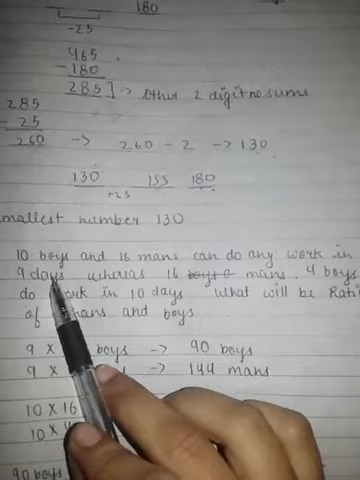 180
-25
465
- 180
285 ] -> Other 2 digit no sums
285
- 25
260 -> 260 ÷ 2 -> 130
130 155 180
+25
mallest number 130
10 boys and 16 mans can do any work in
9 days whereas 16 mans, 4 boys
do work in 10 days What will be Rati
of mans and boys
9 × boys -> 90 boys
9 × -> 144 mans
10 × 16
10 ×
90 boys